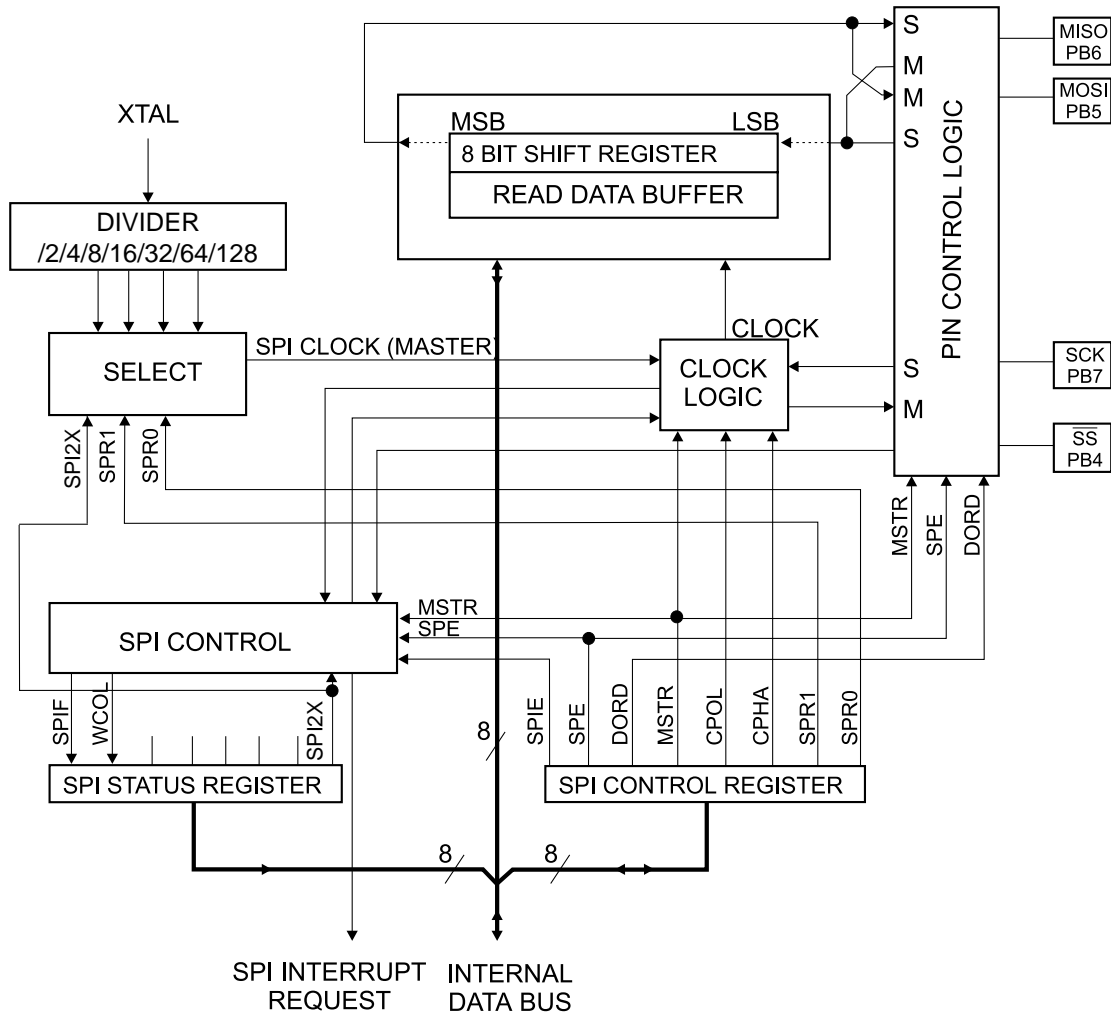 S
MISO
PB6
M
M
MOSI
PB5
XTAL
MSB
LSB
S
8 BIT SHIFT REGISTER
READ DATA BUFFER
PIN CONTROL LOGIC
DIVIDER
/2/4/8/16/32/64/128
CLOCK
SPI CLOCK (MASTER)
SELECT
CLOCK
LOGIC
S
M
SCK
PB7
SS
PB4
SPI2X
SPR1
SPR0
MSTR
SPE
DORD
MSTR
SPE
SPI CONTROL
SPIF
WCOL
SPI2X
8
SPIE
SPE
DORD
MSTR
CPOL
CPHA
SPR1
SPR0
SPI STATUS REGISTER
SPI CONTROL REGISTER
8
8
SPI INTERRUPT
REQUEST
INTERNAL
DATA BUS